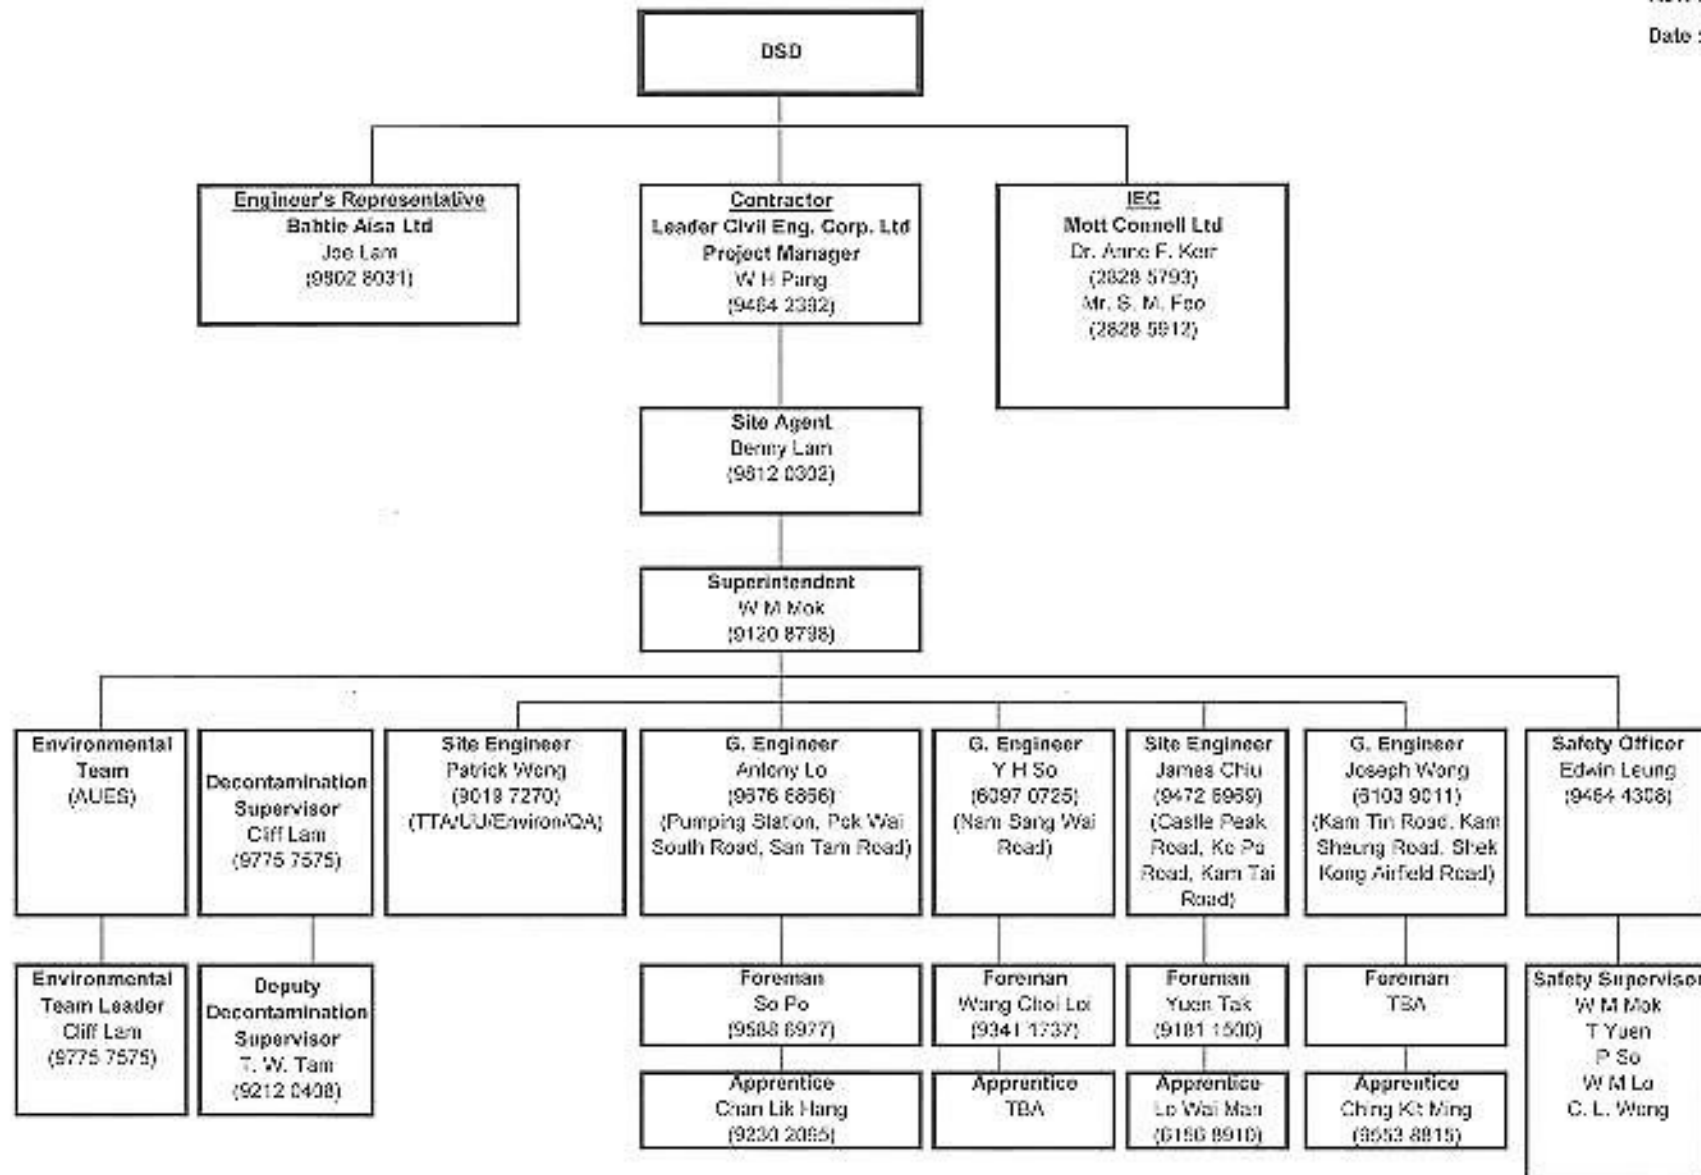 Date :
DSD
Engineer's Representative
Babtie Aisa Ltd
Joe Lam
(9802 8031)
Contractor
Leader Civil Eng. Corp. Ltd
Project Manager
W H Pang
(9464 2392)
IEC
Mott Connell Ltd
Dr. Anne F. Kerr
(2828 5793)
Mr. S. M. Foo
(2828 5912)
Site Agent
Benny Lam
(9812 0302)
Superintendent
W M Mok
(9120 8798)
Environmental
Team
(AUES)
Decontamination
Supervisor
Cliff Lam
(9775 7575)
Site Engineer
Patrick Wong
(9019 7270)
(TTA/UU/Environ/QA)
G. Engineer
Antony Lo
(9676 6866)
(Pumping Station, Pok Wai
South Road, San Tam Road)
G. Engineer
Y H So
(6097 0725)
(Nam Sang Wai
Road)
Site Engineer
James Chiu
(9472 6969)
(Castle Peak
Road, Ko Po
Road, Kam Tai
Road)
G. Engineer
Joseph Wong
(6103 9011)
(Kam Tin Road, Kam
Sheung Road, Shek
Kong Airfield Road)
Safety Officer
Edwin Leung
(9464 4308)
Environmental
Team Leader
Cliff Lam
(9775 7575)
Deputy
Decontamination
Supervisor
T. W. Tam
(9212 0408)
Foreman
So Po
(9588 6977)
Foreman
Wong Choi Loi
(9341 1737)
Foreman
Yuen Tak
(9181 1500)
Foreman
TBA
Safety Supervisor
W M Mok
T Yuen
P So
W M Lo
C. L. Wong
Apprentice
Chan Lik Hang
(9230 2065)
Apprentice
TBA
Apprentice
Lo Wai Man
(6186 8910)
Apprentice
Ching Kit Ming
(9553 8815)